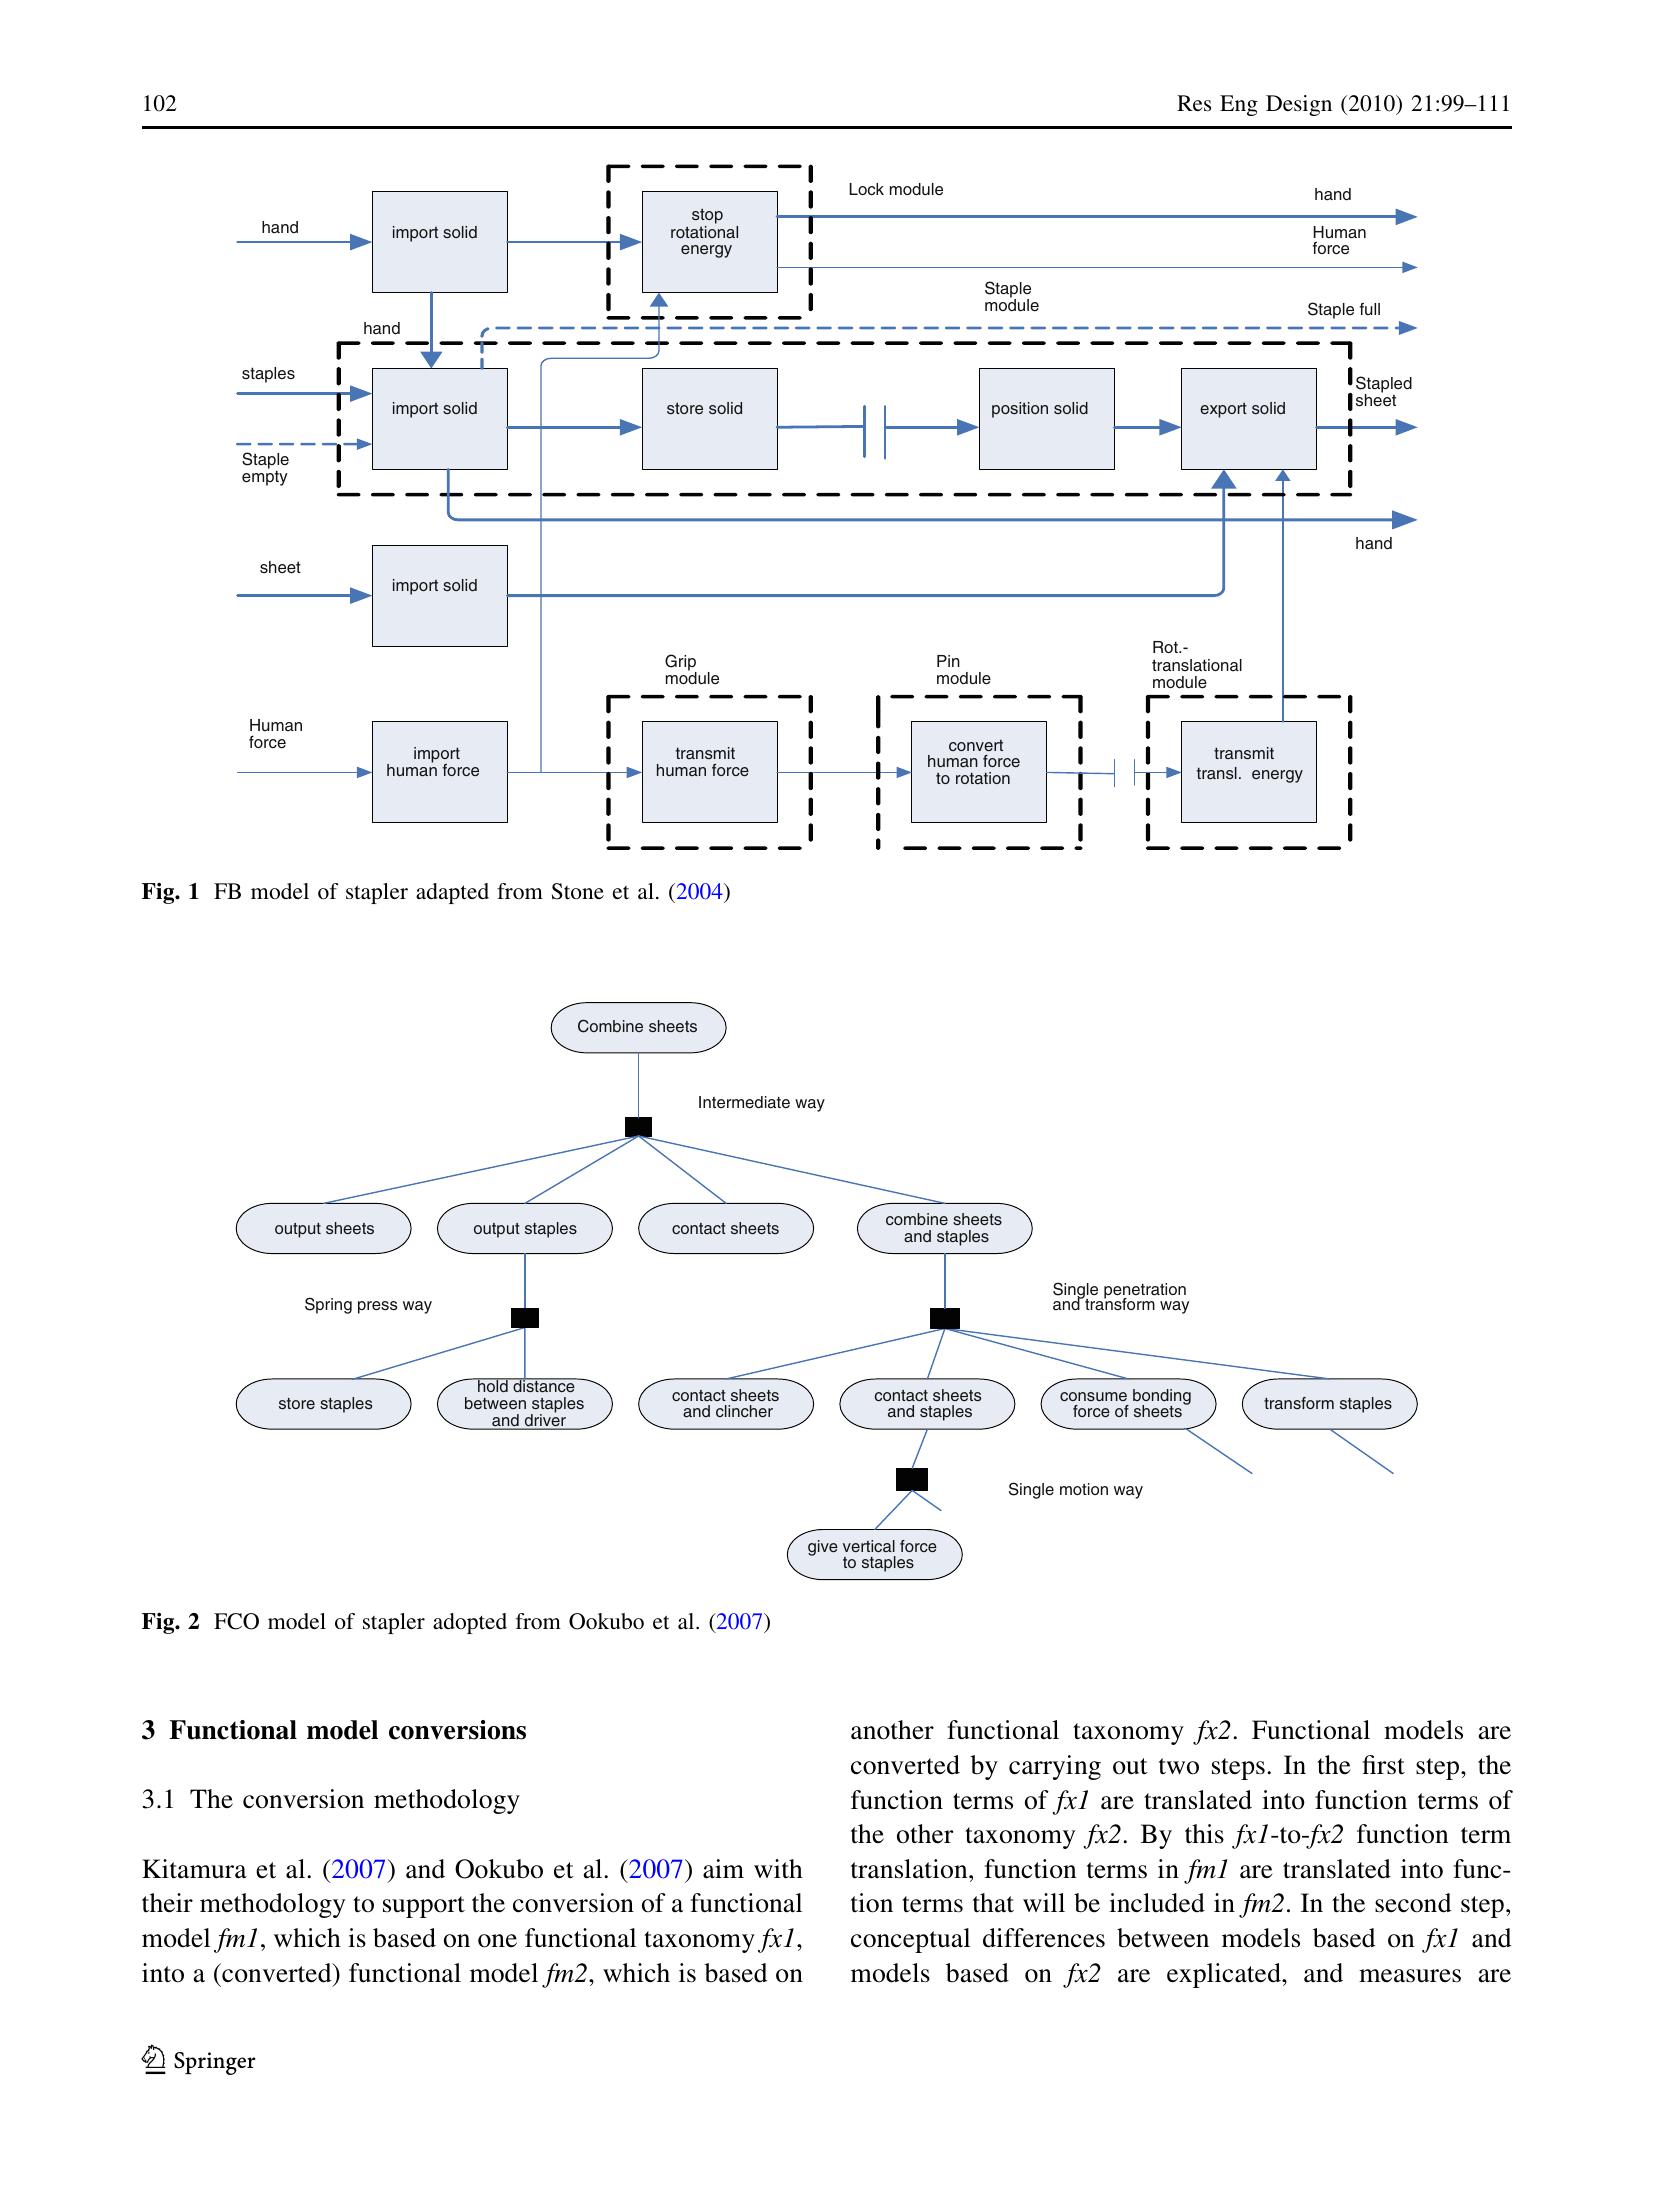 102
Res Eng Design (2010) 21:99–111
Lock module
hand
stop
rotational
energy
hand
import solid
Human
force
Staple
module
Staple full
hand
staples
Stapled
sheet
import solid
store solid
position solid
export solid
Staple
empty
hand
sheet
import solid
Grip
module
Pin
module
Rot.-
translational
module
Human
force
import
human force
transmit
human force
convert
human force
to rotation
transmit
transl. energy
Fig. 1 FB model of stapler adapted from Stone et al. (2004)
Combine sheets
Intermediate way
output sheets
output staples
contact sheets
combine sheets
and staples
Spring press way
Single penetration
and transform way
store staples
hold distance
between staples
and driver
contact sheets
and clincher
contact sheets
and staples
consume bonding
force of sheets
transform staples
Single motion way
give vertical force
to staples
Fig. 2 FCO model of stapler adopted from Ookubo et al. (2007)
3 Functional model conversions
3.1 The conversion methodology
Kitamura et al. (2007) and Ookubo et al. (2007) aim with
their methodology to support the conversion of a functional
model fm1, which is based on one functional taxonomy fx1,
into a (converted) functional model fm2, which is based on
another functional taxonomy fx2. Functional models are
converted by carrying out two steps. In the first step, the
function terms of fx1 are translated into function terms of
the other taxonomy fx2. By this fx1-to-fx2 function term
translation, function terms in fm1 are translated into func-
tion terms that will be included in fm2. In the second step,
conceptual differences between models based on fx1 and
models based on fx2 are explicated, and measures are
Springer